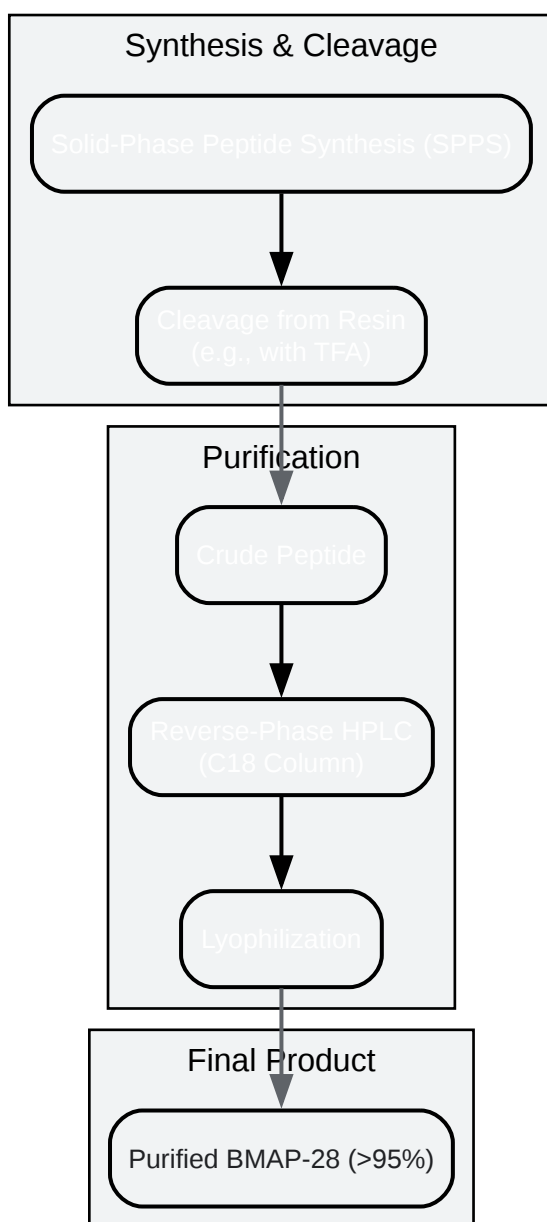 Synthesis & Cleavage
Solid-Phase Peptide Synthesis (SPPS)
Cleavage from Resin
(e.g., with TFA)
Purification
Crude Peptide
Reverse-Phase HPLC
(C18 Column)
Lyophilization
Final Product
Purified BMAP-28 (>95%)